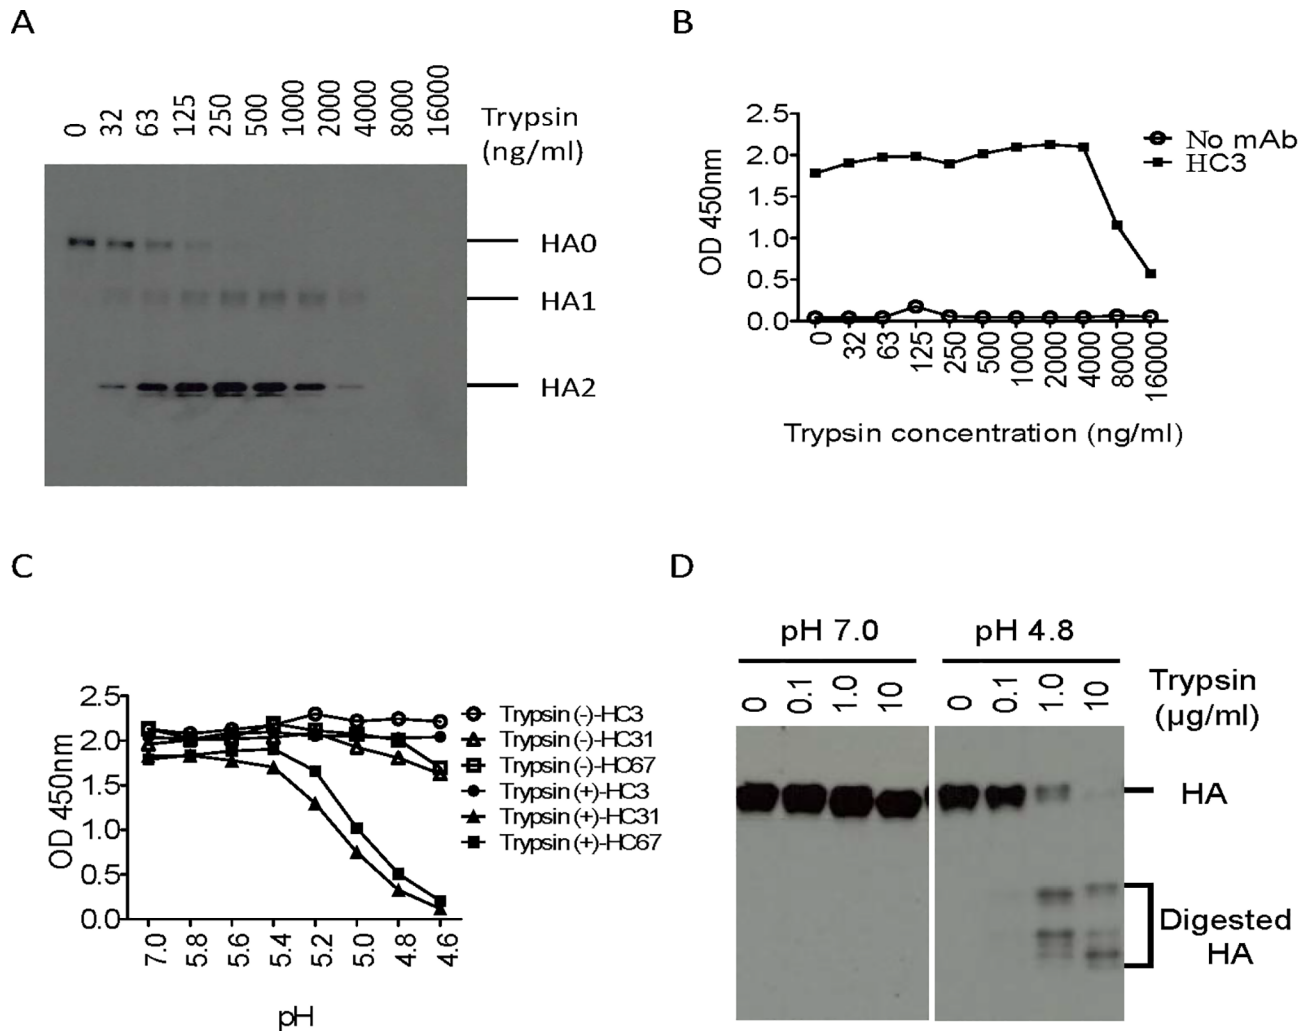 A
0 32 63 125 250 500 1000 2000 4000 8000 16000
Trypsin
(ng/ml)
HA0
HA1
HA2
B
OD 450nm
2.5
2.0
1.5
1.0
0.5
0.0
0 32 63 125 250 500 1000 2000 4000 8000 16000
Trypsin concentration (ng/ml)
No mAb
HC3
C
OD 450nm
2.5
2.0
1.5
1.0
0.5
0.0
7.0 5.8 5.6 5.4 5.2 5.0 4.8 4.6
pH
Trypsin (-)-HC3
Trypsin (-)-HC31
Trypsin (-)-HC67
Trypsin (+)-HC3
Trypsin (+)-HC31
Trypsin (+)-HC67
D
pH 7.0 pH 4.8
0 0.1 1.0 10 0 0.1 1.0 10
Trypsin
(µg/ml)
HA
Digested
HA